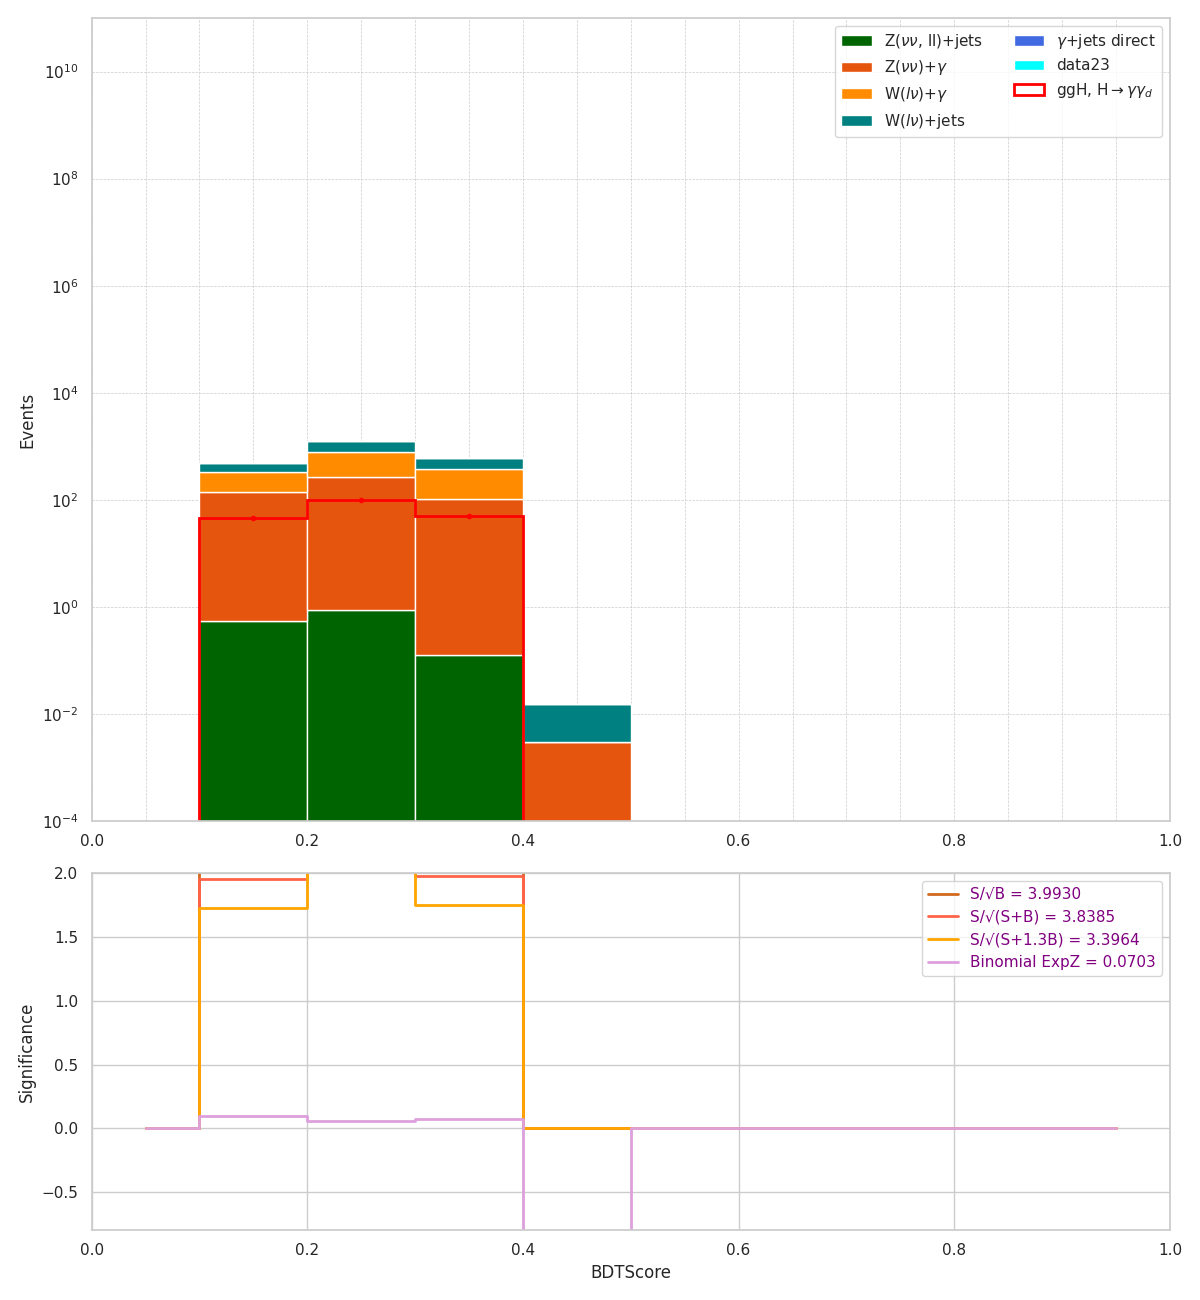 Z(νν, ll)+jets
Z(νν)+γ
W(lν)+γ
W(lν)+jets
γ+jets direct
data23
ggH, H→γγ_d
Events
10^10
10^8
10^6
10^4
10^2
10^0
10^−2
10^−4
0.0 0.2 0.4 0.6 0.8 1.0
S/√B = 3.9930
S/√(S+B) = 3.8385
S/√(S+1.3B) = 3.3964
Binomial ExpZ = 0.0703
Significance
2.0
1.5
1.0
0.5
0.0
−0.5
0.0 0.2 0.4 0.6 0.8 1.0
BDTScore